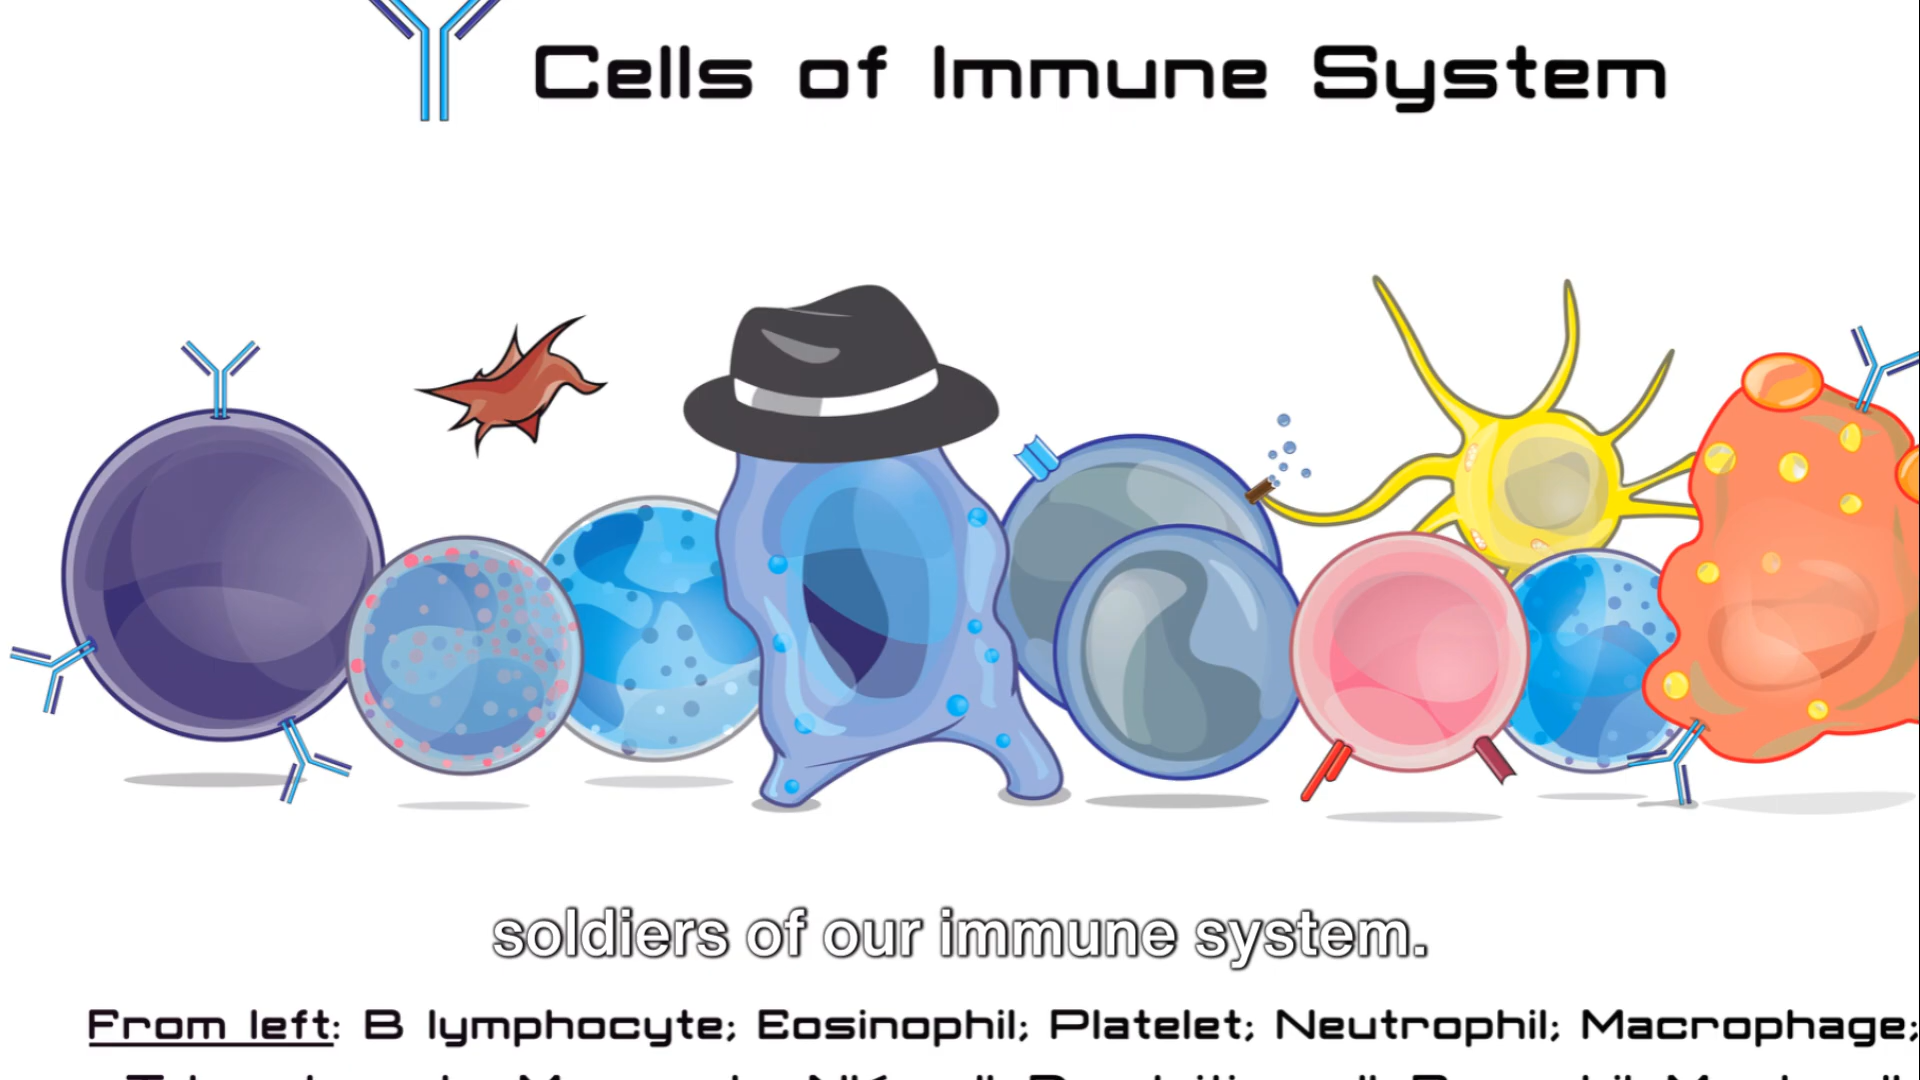 Cells of Immune System
soldiers of our immune system.
From left: B lymphocyte; Eosinophil; Platelet; Neutrophil; Macrophage;